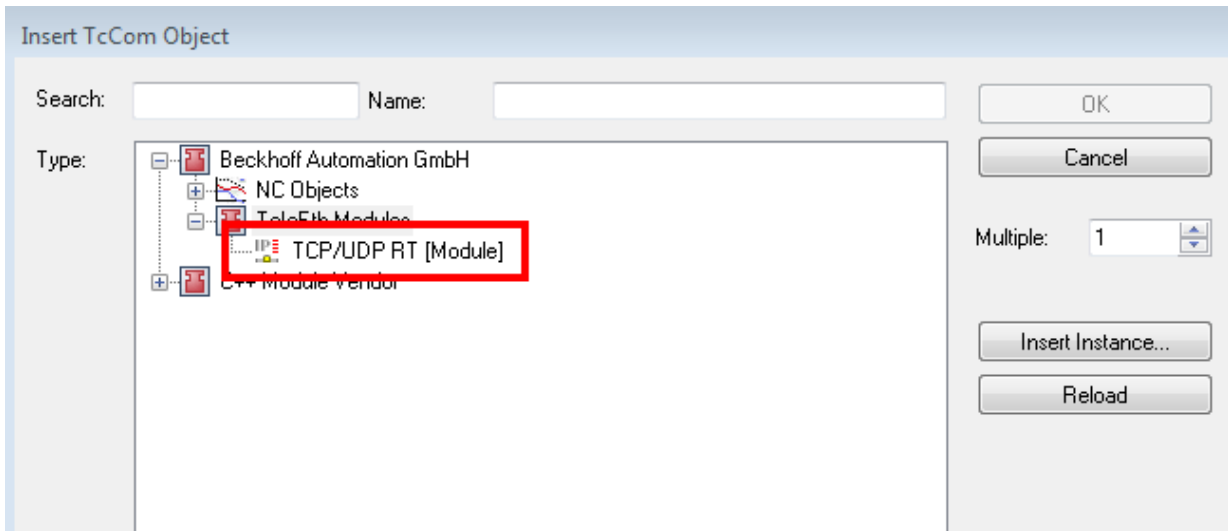 Insert TcCom Object
Search:
Name:
OK
Type:
Beckhoff Automation GmbH
Cancel
NC Objects
TcIoEth Modules
Multiple: 1
TCP/UDP RT [Module]
C++ Module Vendor
Insert Instance...
Reload